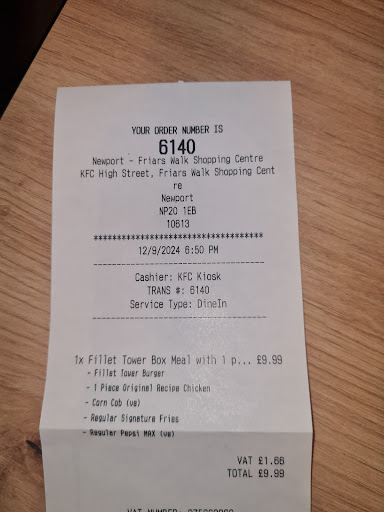 YOUR ORDER NUMBER IS
6140
Newport - Friars Walk Shopping Centre
KFC High Street, Friars Walk Shopping Cent
re
Newport
NP20 1EB
10613
************************************
12/9/2024 6:50 PM
------------------------------------
Cashier: KFC Kiosk
TRANS #: 6140
Service Type: DineIn
------------------------------------
1x Fillet Tower Box Meal with 1 p... £9.99
- Fillet Tower Burger
- 1 Piece Original Recipe Chicken
- Corn Cob (ve)
- Regular Signature Fries
- Regular Pepsi MAX (ve)
VAT £1.66
TOTAL £9.99
VAT NUMBER: